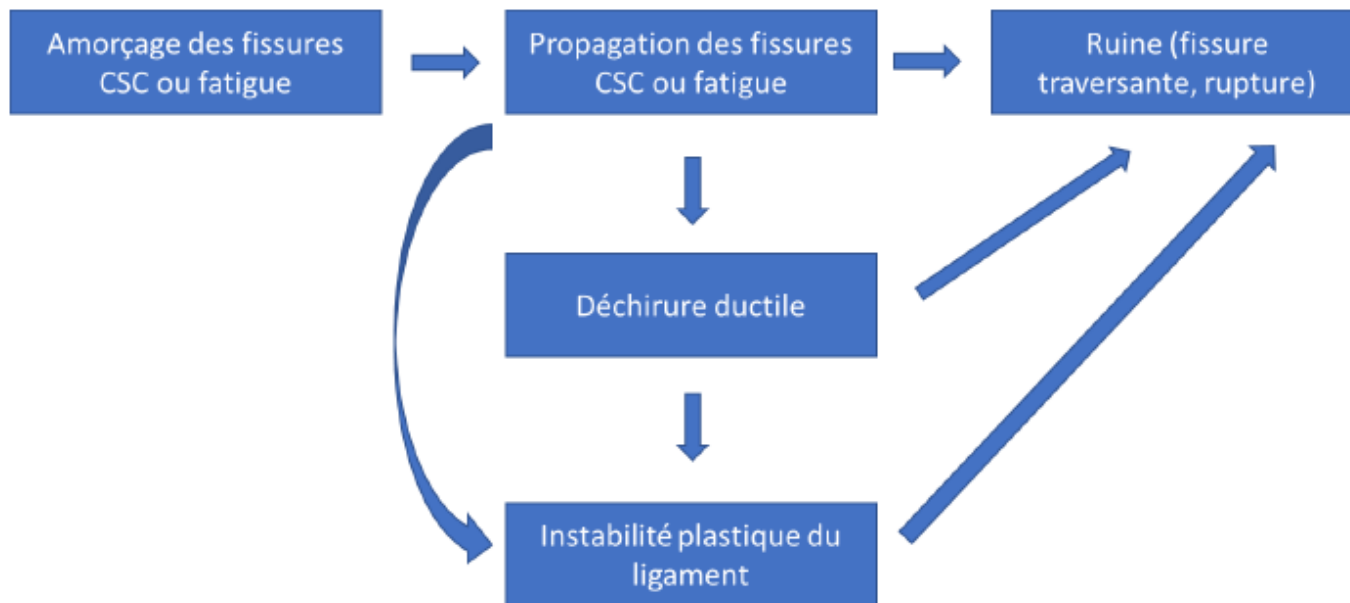 Amorçage des fissures
CSC ou fatigue
Propagation des fissures
CSC ou fatigue
Ruine (fissure
traversante, rupture)
Déchirure ductile
Instabilité plastique du
ligament